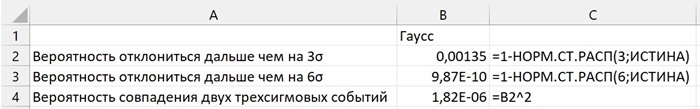 A B C
1 Гаусс
2 Вероятность отклониться дальше чем на 3σ 0,00135 =1-НОРМ.СТ.РАСП(3;ИСТИНА)
3 Вероятность отклониться дальше чем на 6σ 9,87E-10 =1-НОРМ.СТ.РАСП(6;ИСТИНА)
4 Вероятность совпадения двух трехсигмовых событий 1,82E-06 =B2^2